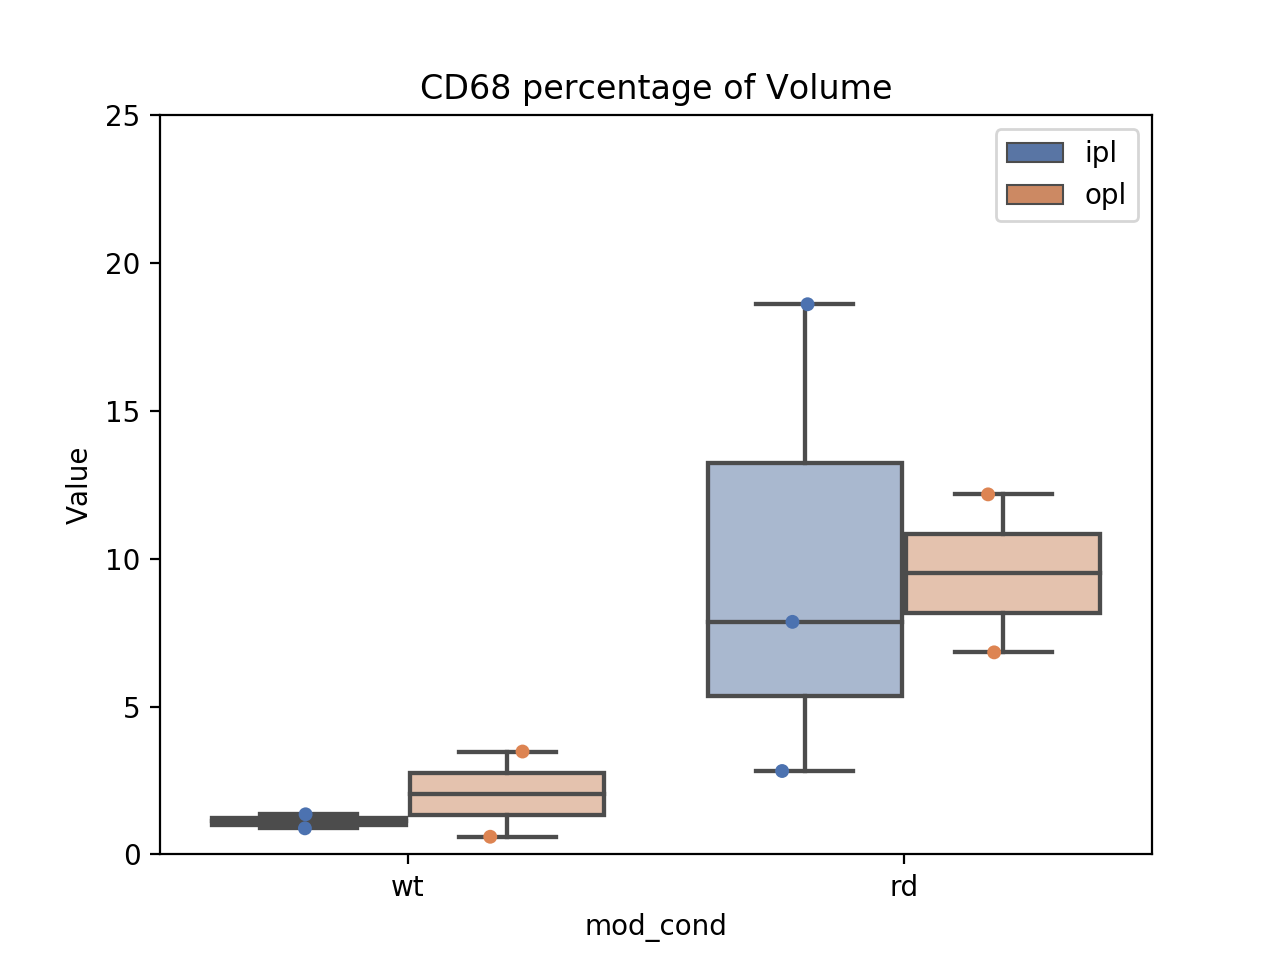 CD68 percentage of Volume
25
20
15
10
5
0
Value
ipl
opl
wt
rd
mod_cond